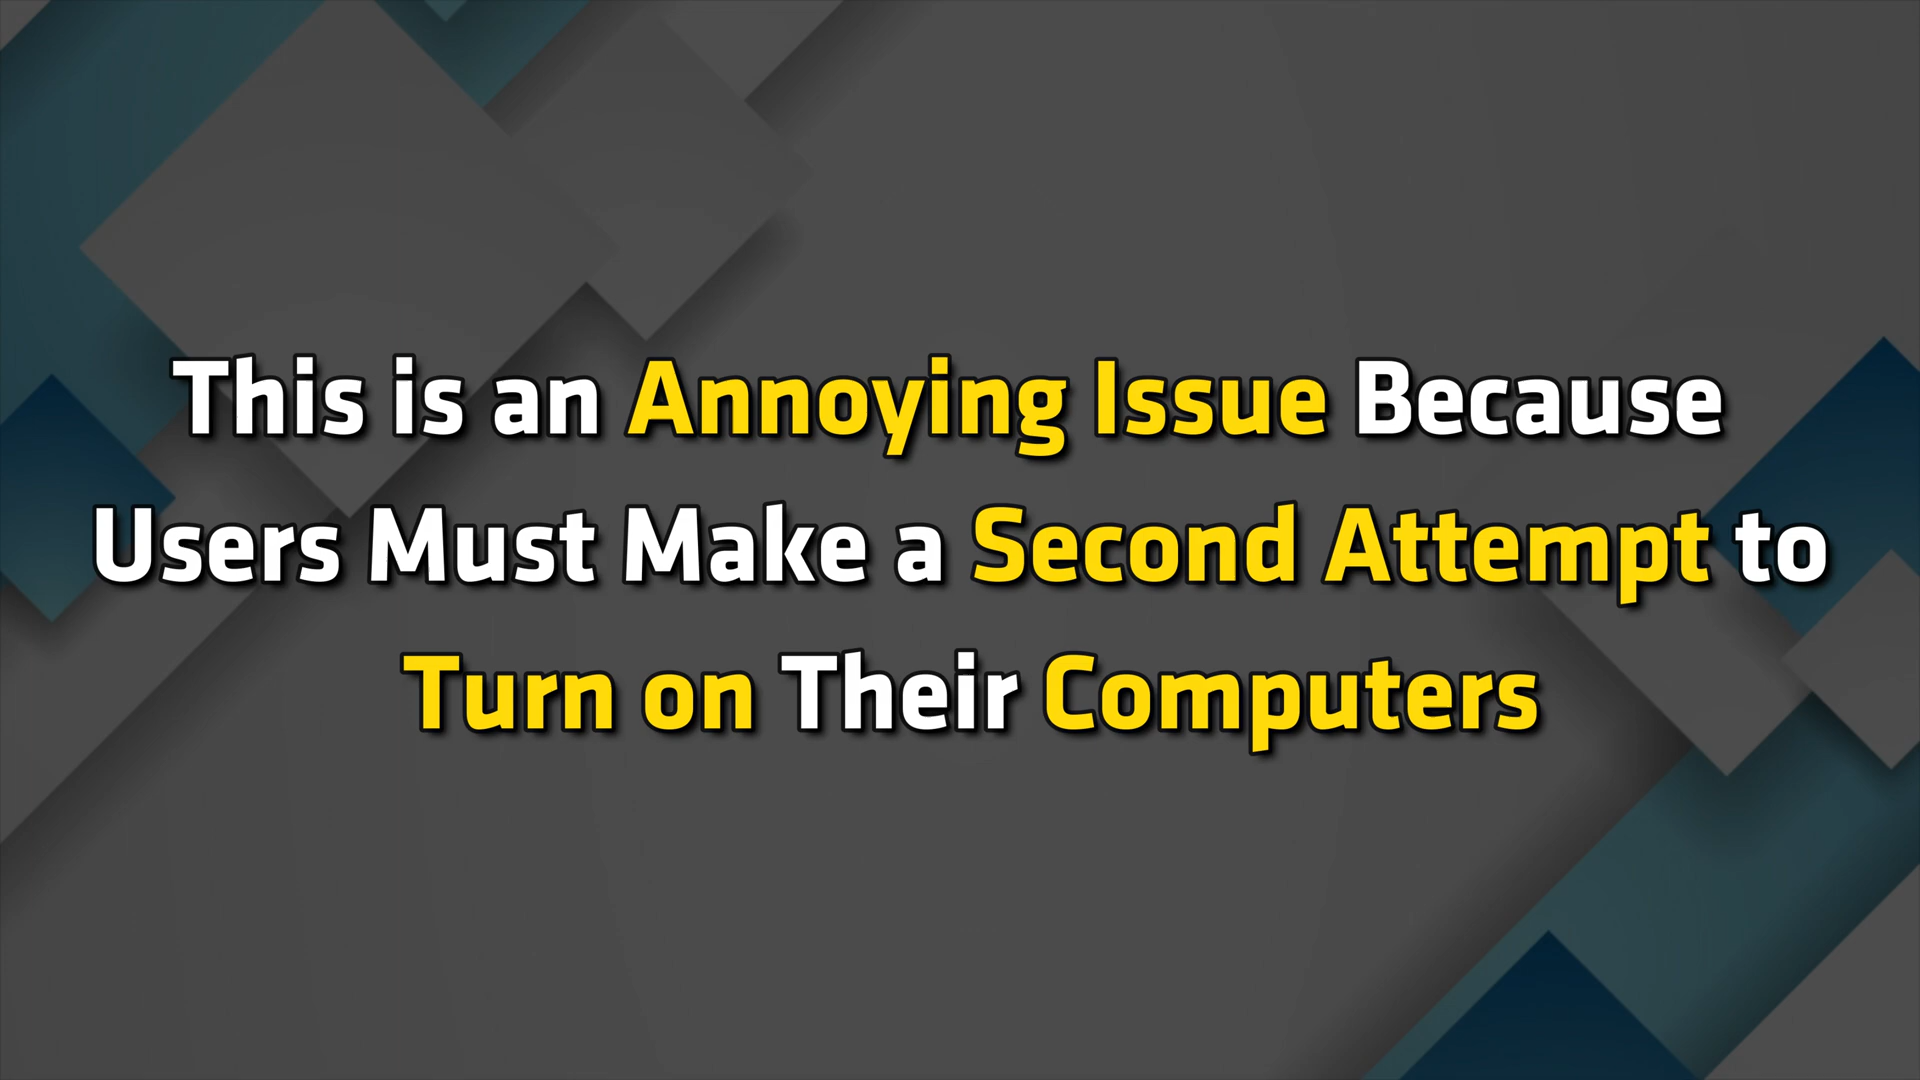 This is an Annoying Issue Because
Users Must Make a Second Attempt to
Turn on Their Computers